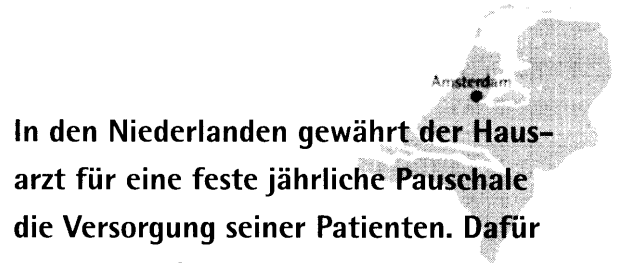 Amsterdam
In den Niederlanden gewährt der Haus-
arzt für eine feste jährliche Pauschale
die Versorgung seiner Patienten. Dafür